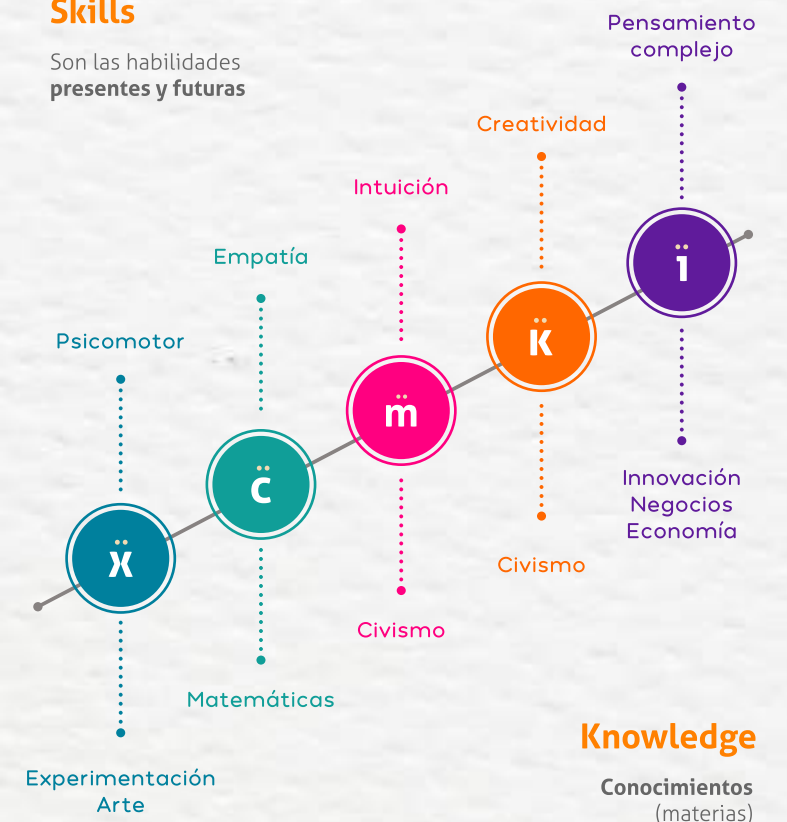 Skills
Son las habilidades
presentes y futuras
Pensamiento
complejo
Creatividad
Intuición
Empatía
Psicomotor
ï
k̈
m̈
c̈
ẍ
Innovación
Negocios
Economía
Civismo
Civismo
Matemáticas
Experimentación
Arte
Knowledge
Conocimientos
(materias)